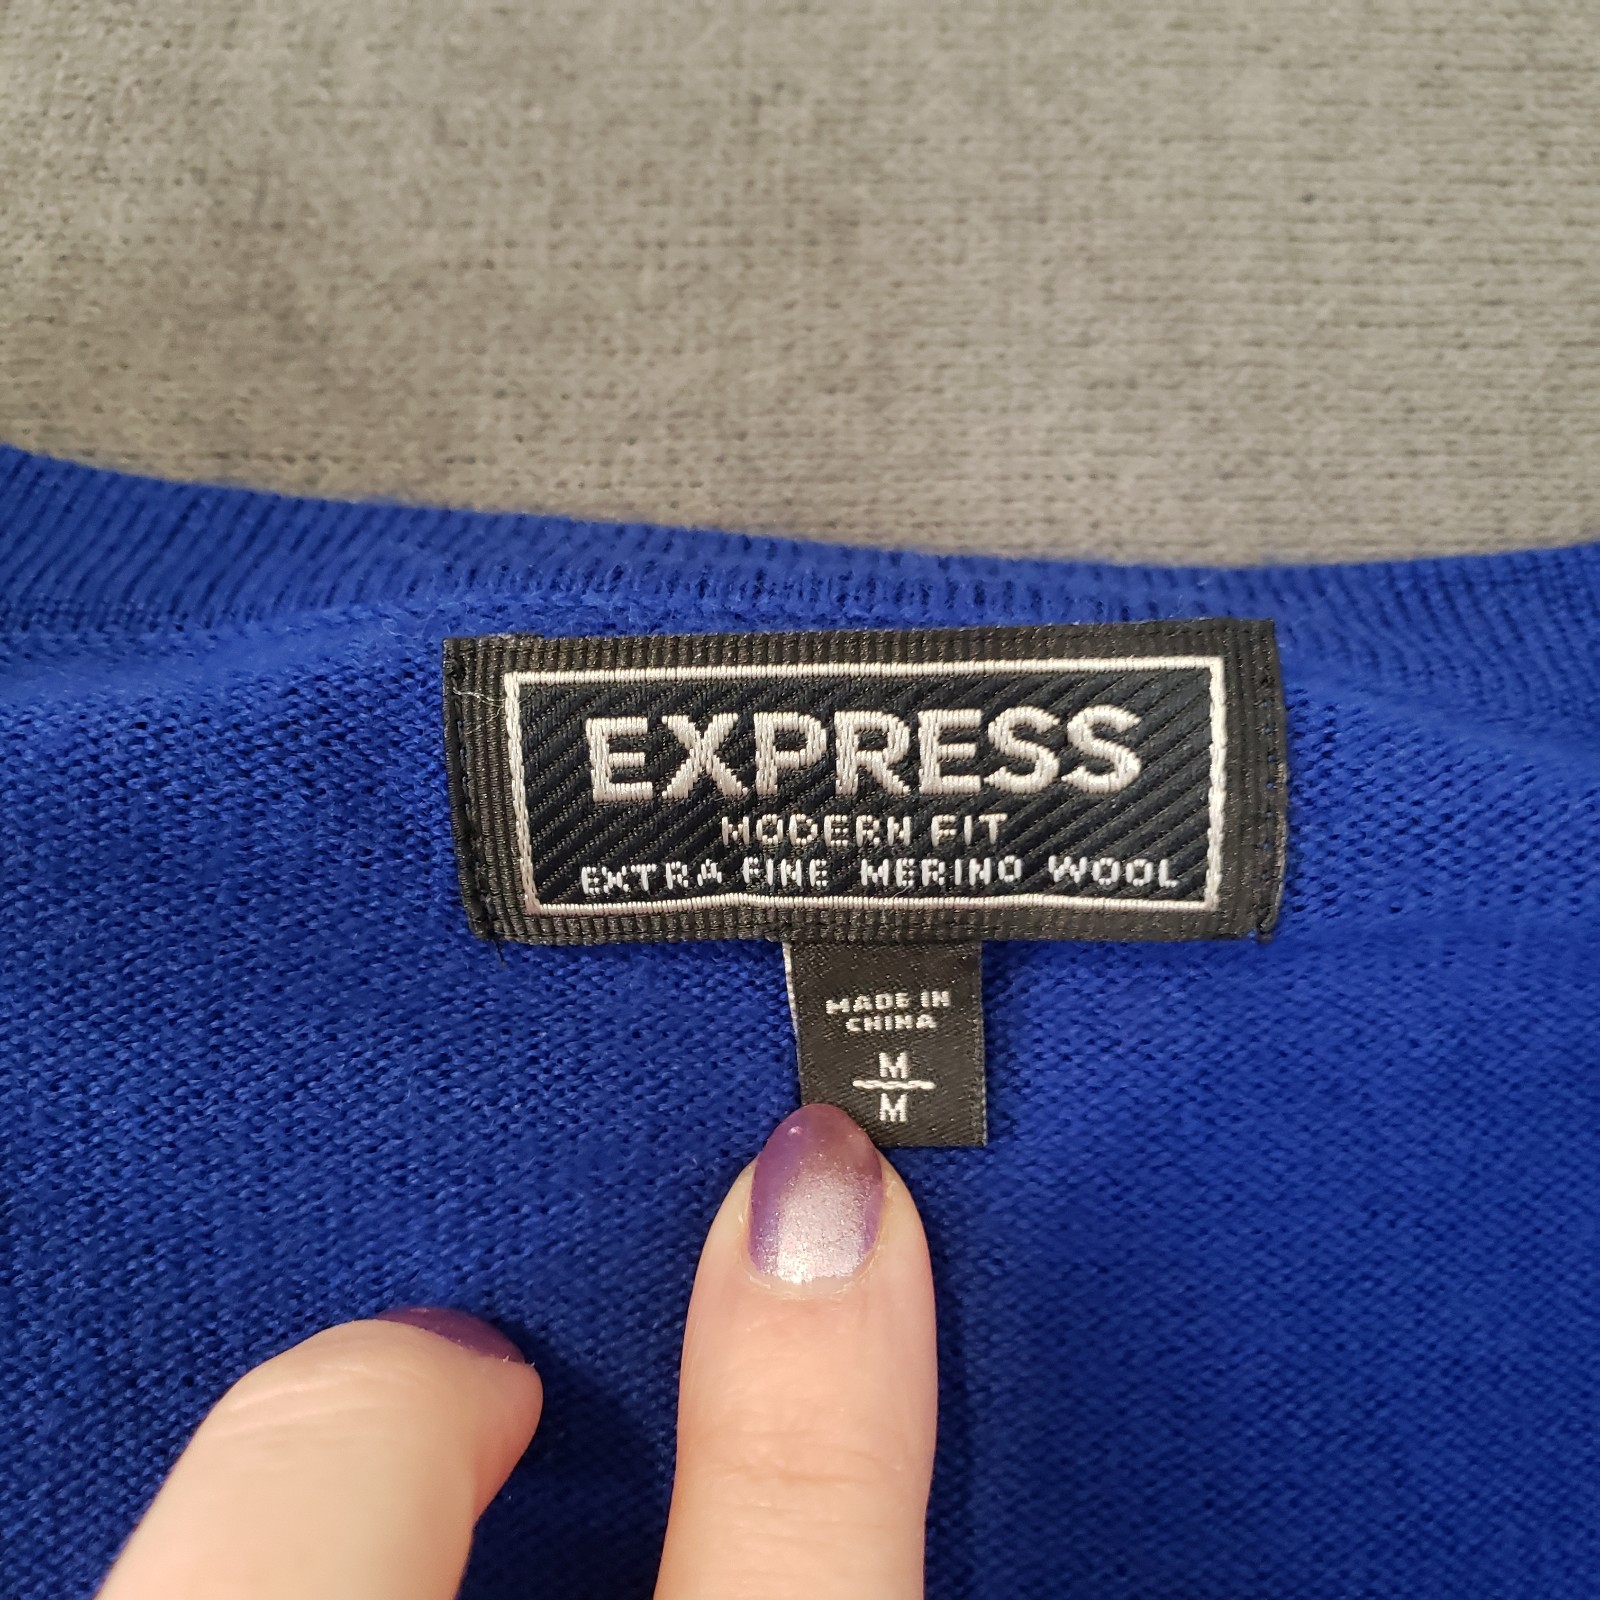 EXPRESS
MODERN FIT
EXTRA FINE MERINO WOOL
MADE IN
CHINA
M
M